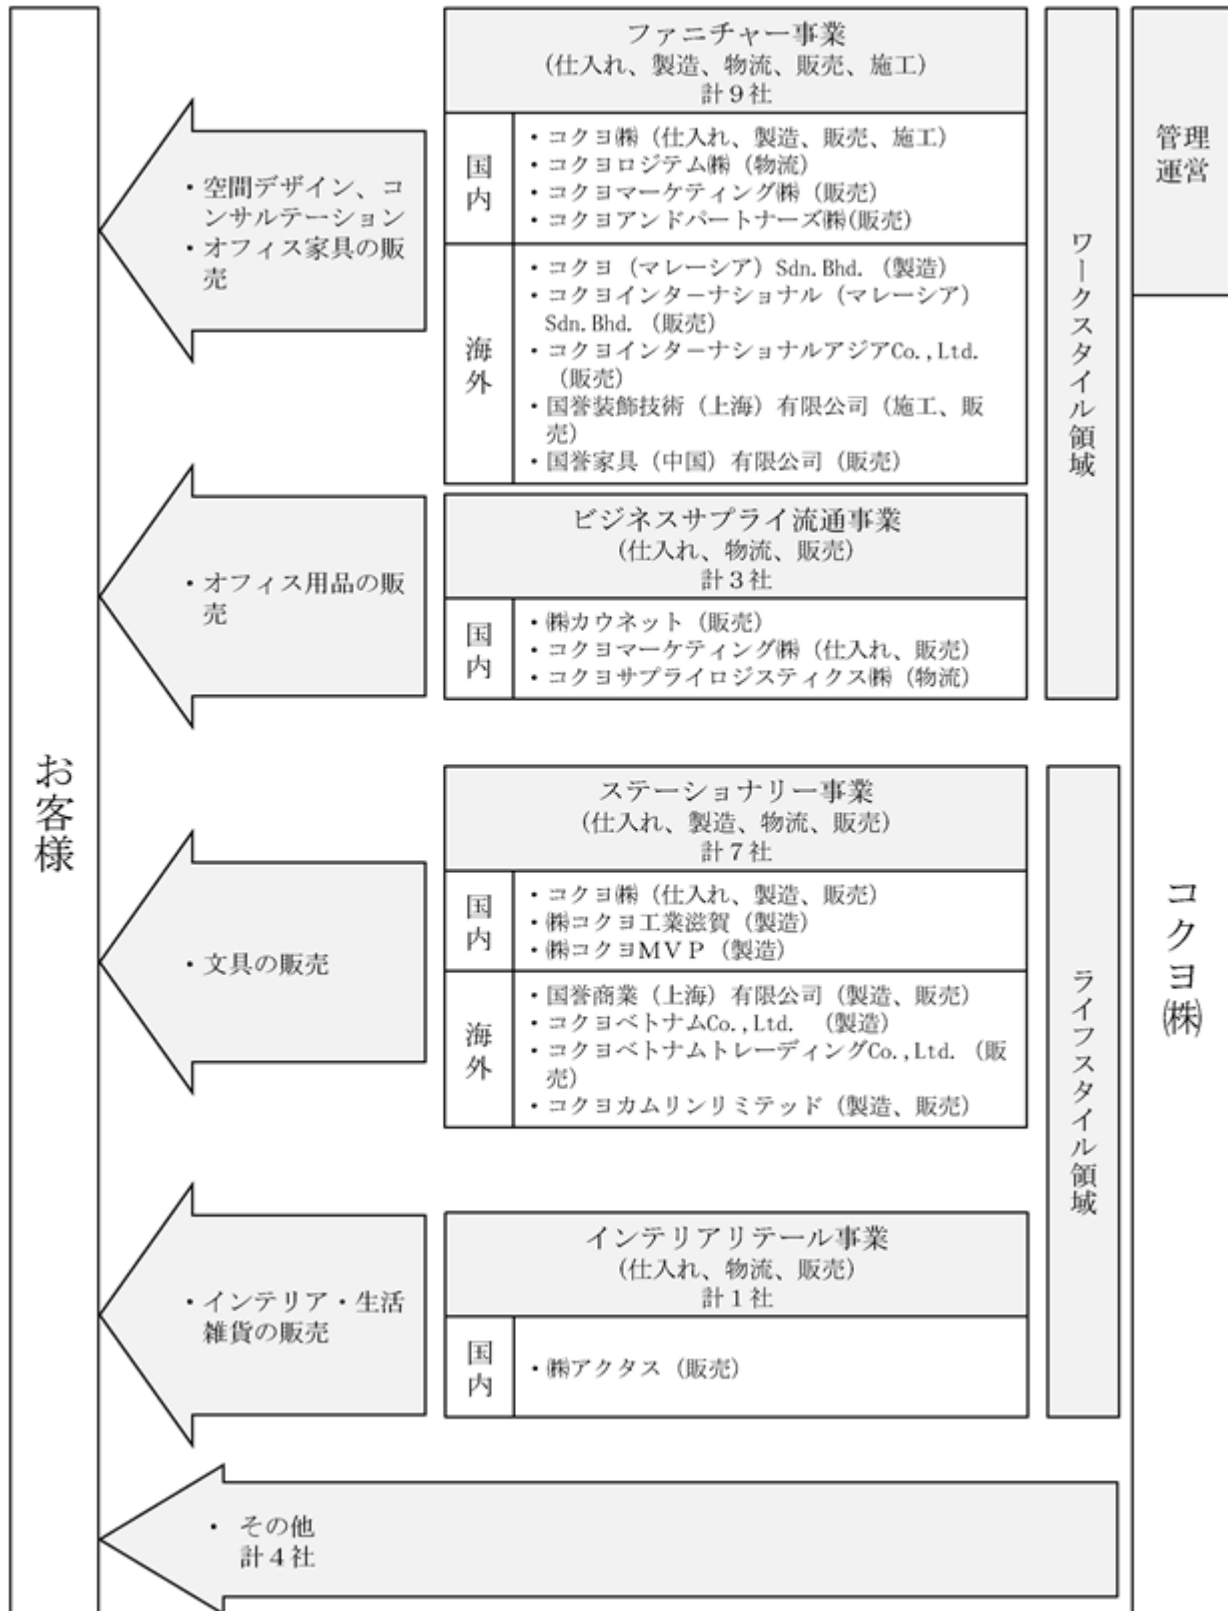 お客様
・空間デザイン、コ
ンサルテーション
・オフィス家具の販
売
ファニチャー事業
(仕入れ、製造、物流、販売、施工)
計９社
国内
・コクヨ㈱（仕入れ、製造、販売、施工）
・コクヨロジテム㈱（物流）
・コクヨマーケティング㈱（販売）
・コクヨアンドパートナーズ㈱(販売）
海外
・コクヨ（マレーシア）Sdn.Bhd.（製造）
・コクヨインターナショナル（マレーシア）
Sdn.Bhd.（販売）
・コクヨインターナショナルアジアCo.,Ltd.
（販売）
・国誉装飾技術（上海）有限公司（施工、販
売）
・国誉家具（中国）有限公司（販売）
・オフィス用品の販
売
ビジネスサプライ流通事業
(仕入れ、物流、販売)
計３社
国内
・㈱カウネット（販売）
・コクヨマーケティング㈱（仕入れ、販売）
・コクヨサプライロジスティクス㈱（物流）
ワークスタイル領域
・文具の販売
ステーショナリー事業
(仕入れ、製造、物流、販売)
計７社
国内
・コクヨ㈱（仕入れ、製造、販売）
・㈱コクヨ工業滋賀（製造）
・㈱コクヨＭＶＰ（製造）
海外
・国誉商業（上海）有限公司（製造、販売）
・コクヨベトナムCo.,Ltd. （製造）
・コクヨベトナムトレーディングCo.,Ltd.（販
売）
・コクヨカムリンリミテッド（製造、販売）
・インテリア・生活
雑貨の販売
インテリアリテール事業
(仕入れ、物流、販売)
計１社
国内
・㈱アクタス（販売）
ライフスタイル領域
・ その他
計４社
管理
運営
コクヨ㈱